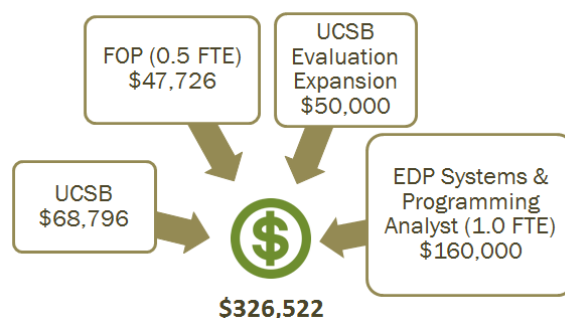 FOP (0.5 FTE)
$47,726
UCSB
Evaluation
Expansion
$50,000
UCSB
$68,796
EDP Systems &
Programming
Analyst (1.0 FTE)
$160,000
$
$326,522